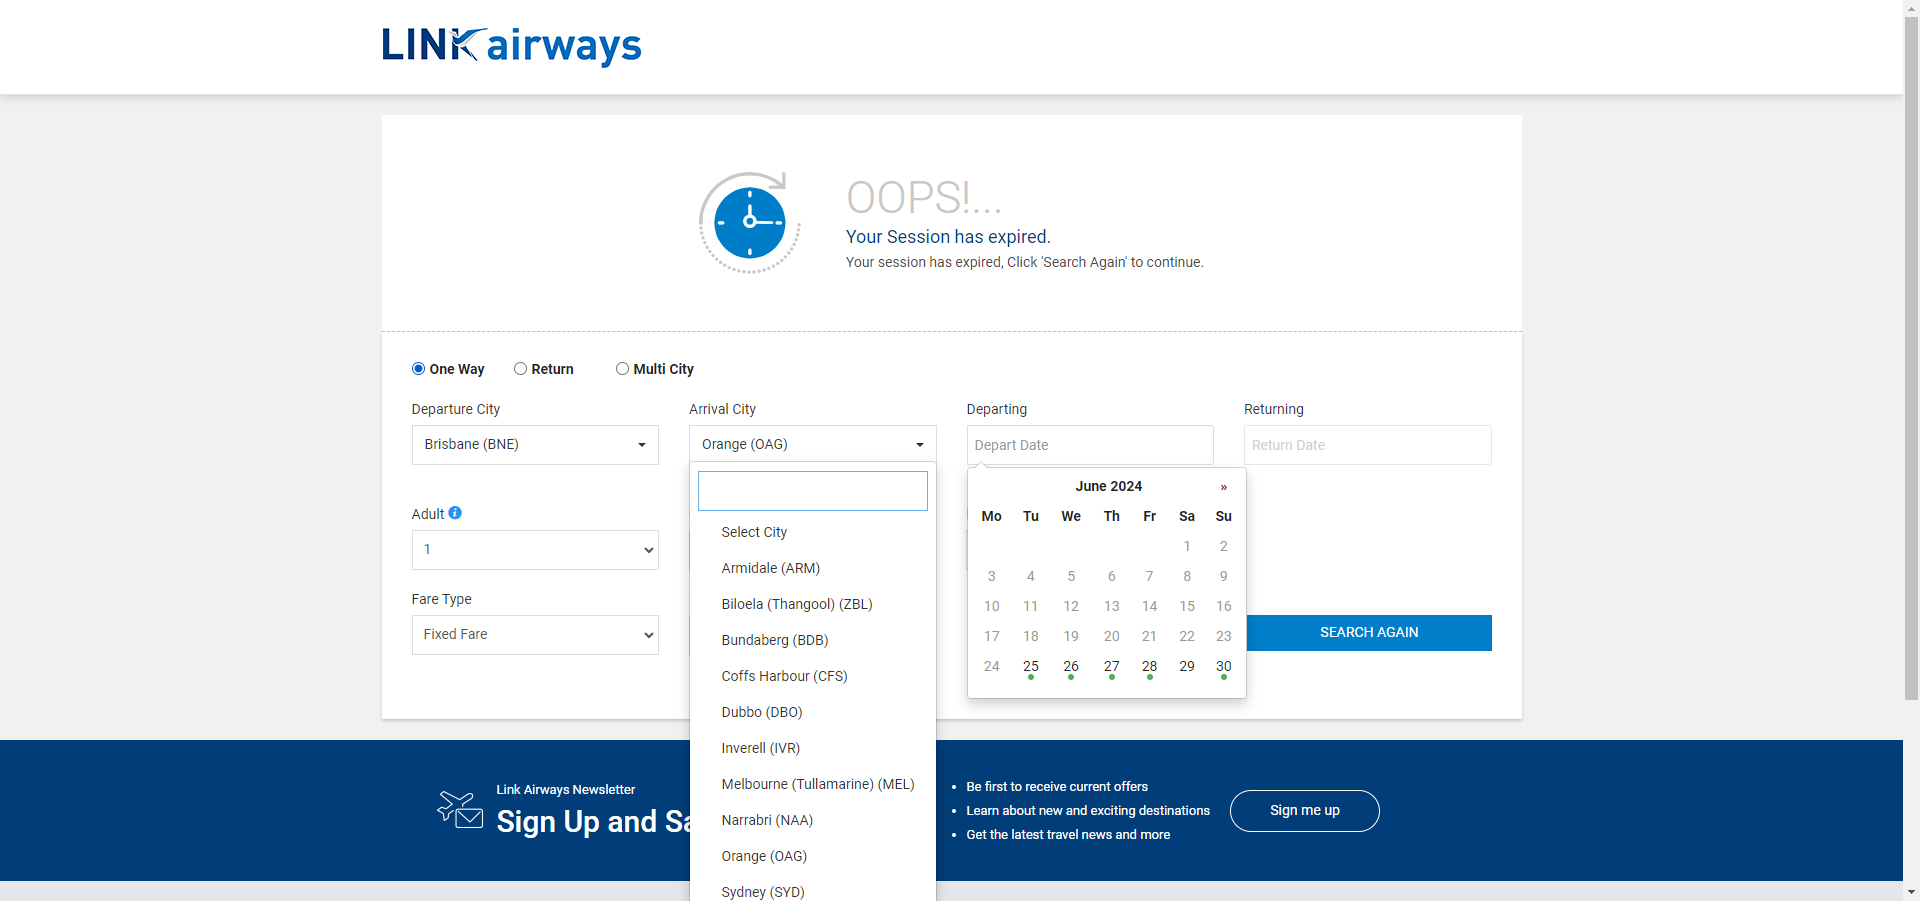 LINK airways
OOPS!...
Your Session has expired.
Your session has expired, Click 'Search Again' to continue.
One Way
Return
Multi City
Departure City
Arrival City
Departing
Returning
Brisbane (BNE)
Orange (OAG)
Depart Date
Return Date
Adult
1
Fare Type
Fixed Fare
Select City
Armidale (ARM)
Biloela (Thangool) (ZBL)
Bundaberg (BDB)
Coffs Harbour (CFS)
Dubbo (DBO)
Inverell (IVR)
Melbourne (Tullamarine) (MEL)
Narrabri (NAA)
Orange (OAG)
Sydney (SYD)
June 2024 »
Mo Tu We Th Fr Sa Su
1 2
3 4 5 6 7 8 9
10 11 12 13 14 15 16
17 18 19 20 21 22 23
24 25 26 27 28 29 30
SEARCH AGAIN
Link Airways Newsletter
Sign Up and Sa
Be first to receive current offers
Learn about new and exciting destinations
Get the latest travel news and more
Sign me up